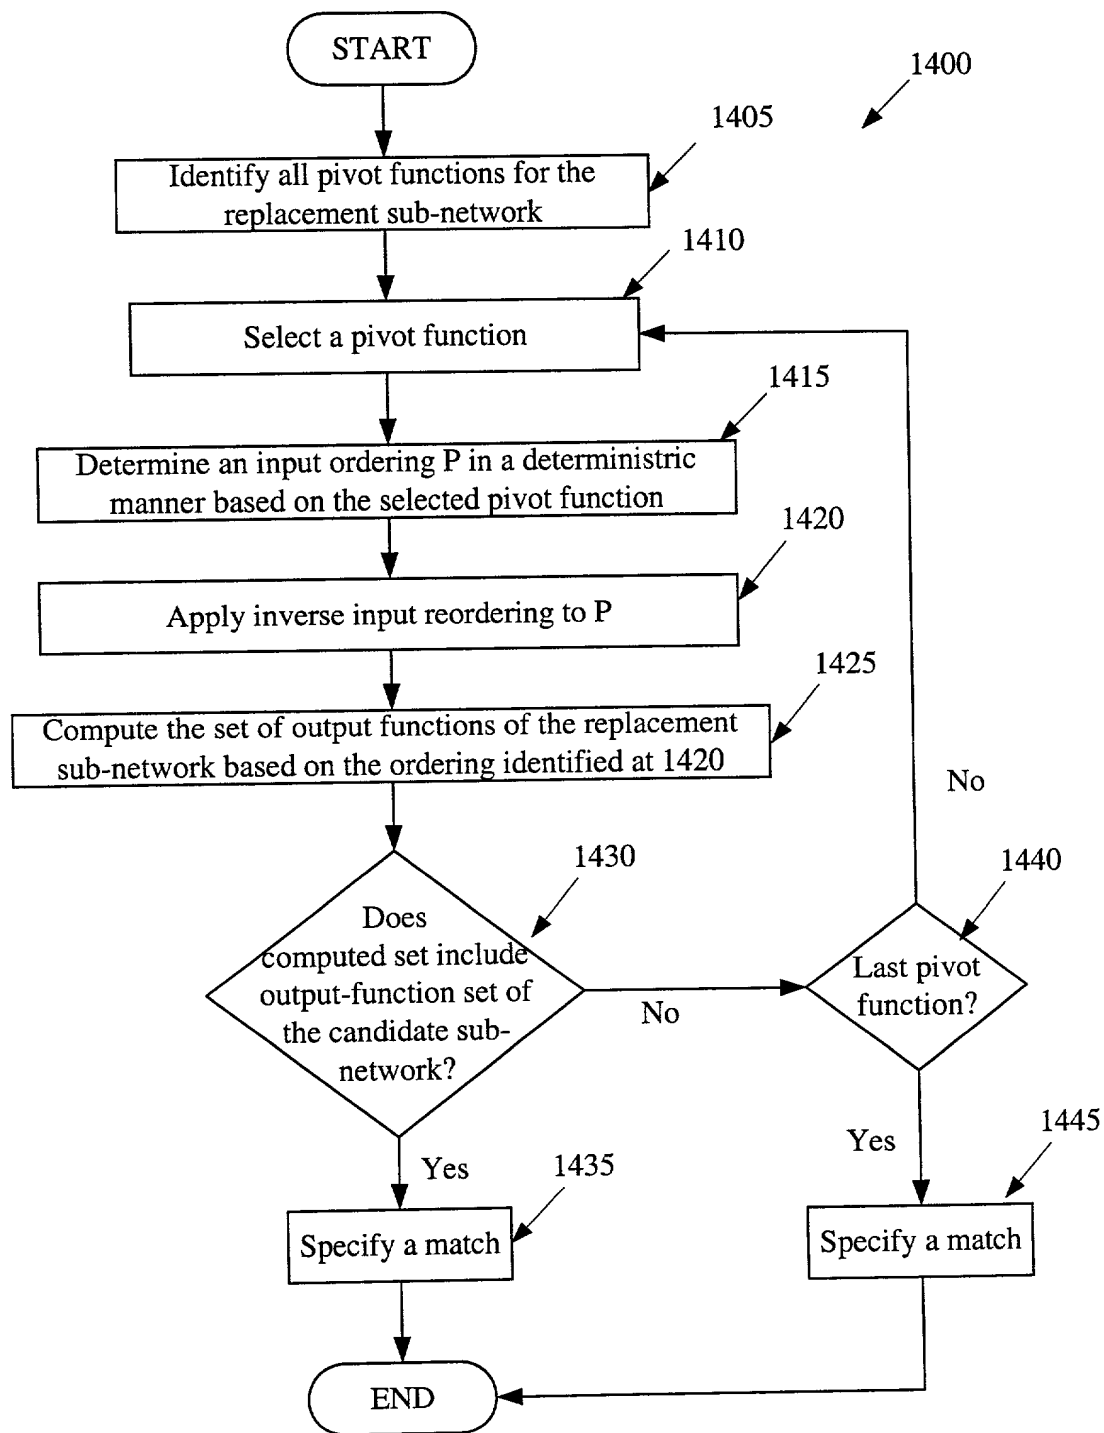 START
1400
1405
Identify all pivot functions for the
replacement sub-network
1410
Select a pivot function
1415
Determine an input ordering P in a deterministric
manner based on the selected pivot function
1420
Apply inverse input reordering to P
1425
Compute the set of output functions of the replacement
sub-network based on the ordering identified at 1420
No
1430
Does
computed set include
output-function set of
the candidate sub-
network?
No
1440
Last pivot
function?
Yes
1435
Specify a match
Yes
1445
Specify a match
END